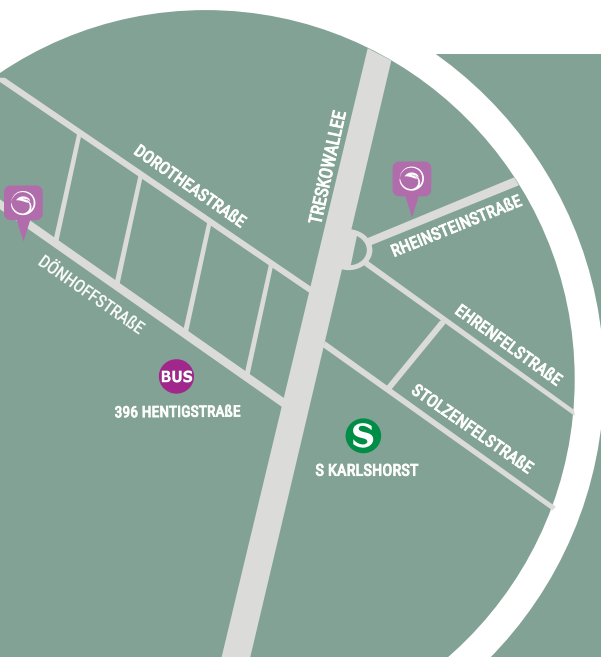 DOROTHEASTRAßE
TRESKOWALLEE
RHEINSTEINSTRAßE
DÖNHOFFSTRAßE
EHRENFELSTRAßE
BUS
396 HENTIGSTRAßE
STOLZENFELSTRAßE
S
S KARLSHORST